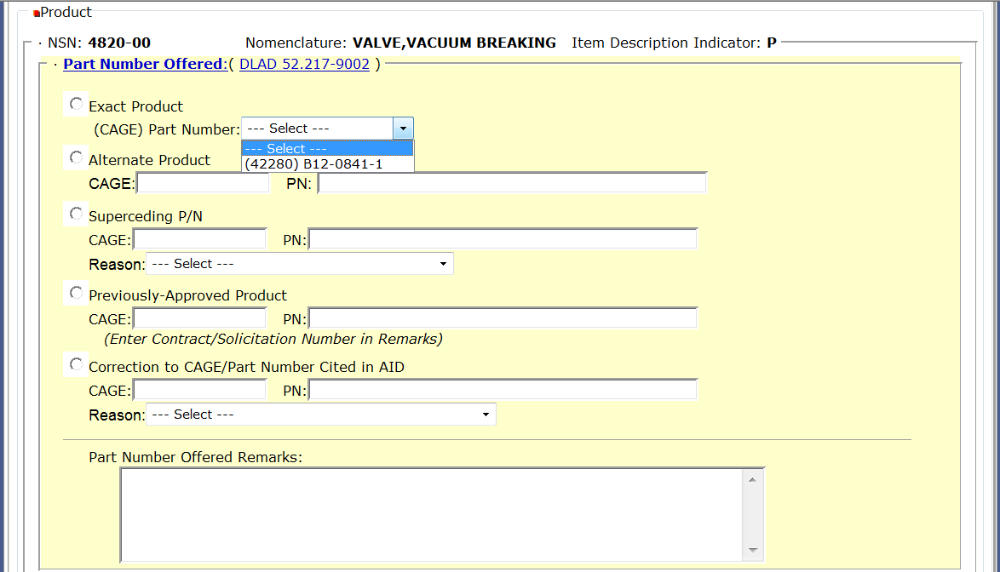 Product
· NSN: 4820-00 Nomenclature: VALVE,VACUUM BREAKING Item Description Indicator: P
· Part Number Offered:( DLAD 52.217-9002 )
Exact Product
(CAGE) Part Number: --- Select ---
--- Select ---
(42280) B12-0841-1
Alternate Product
CAGE: PN:
Superceding P/N
CAGE: PN:
Reason: --- Select ---
Previously-Approved Product
CAGE: PN:
(Enter Contract/Solicitation Number in Remarks)
Correction to CAGE/Part Number Cited in AID
CAGE: PN:
Reason: --- Select ---
Part Number Offered Remarks: